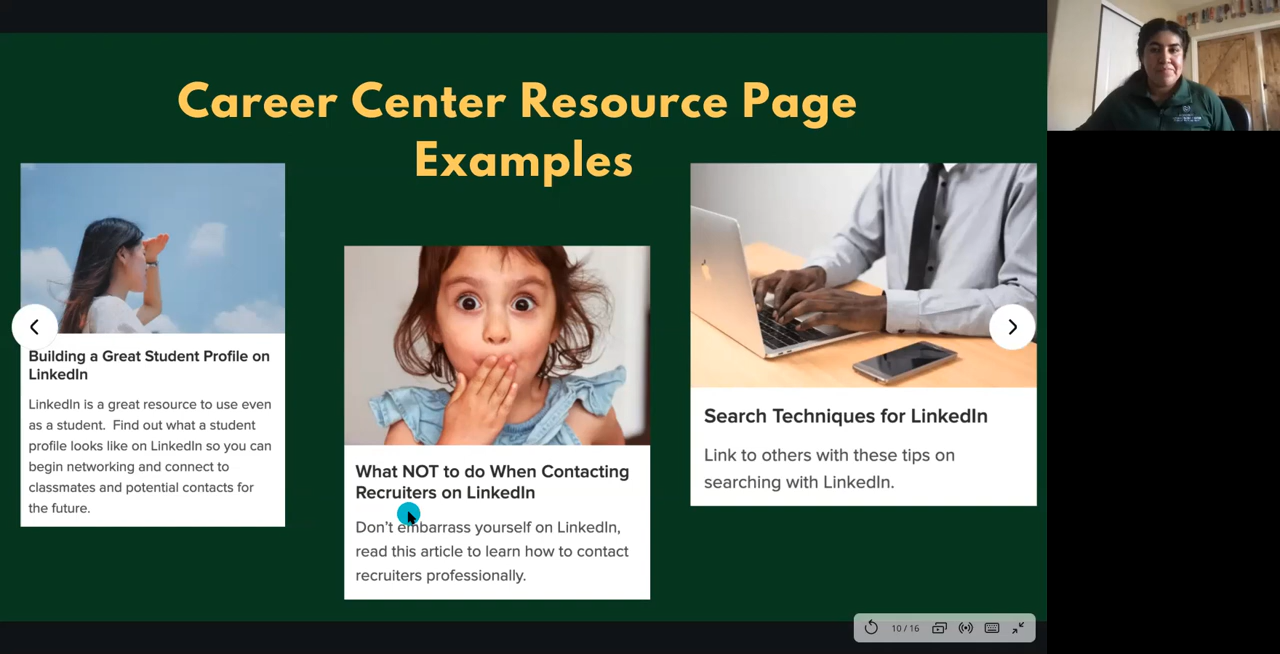 Career Center Resource Page
Examples
Building a Great Student Profile on
LinkedIn
LinkedIn is a great resource to use even
as a student.  Find out what a student
profile looks like on LinkedIn so you can
begin networking and connect to
classmates and potential contacts for
the future.
What NOT to do When Contacting
Recruiters on LinkedIn
Don’t embarrass yourself on LinkedIn,
read this article to learn how to contact
recruiters professionally.
Search Techniques for LinkedIn
Link to others with these tips on
searching with LinkedIn.
10 / 16